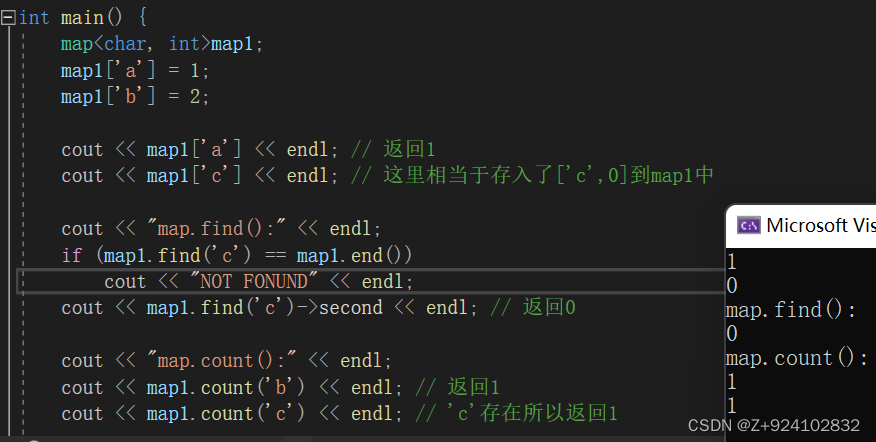 int main() {
map<char, int>map1;
map1['a'] = 1;
map1['b'] = 2;
cout << map1['a'] << endl; // 返回1
cout << map1['c'] << endl; // 这里相当于存入了['c',0]到map1中
cout << "map.find():" << endl;
if (map1.find('c') == map1.end())
cout << "NOT FONUND" << endl;
cout << map1.find('c')->second << endl; // 返回0
cout << "map.count():" << endl;
cout << map1.count('b') << endl; // 返回1
cout << map1.count('c') << endl; // 'c'存在所以返回1
Microsoft Vis
1
0
map.find():
0
map.count():
1
1
CSDN @Z+924102832